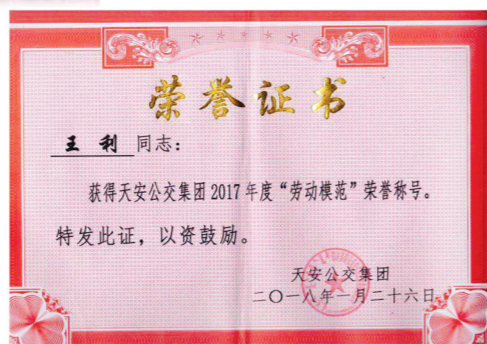 荣誉证书
王利 同志：
获得天安公交集团2017年度“劳动模范”荣誉称号。
特发此证，以资鼓励。
天安公交集团
二〇一八年一月二十六日